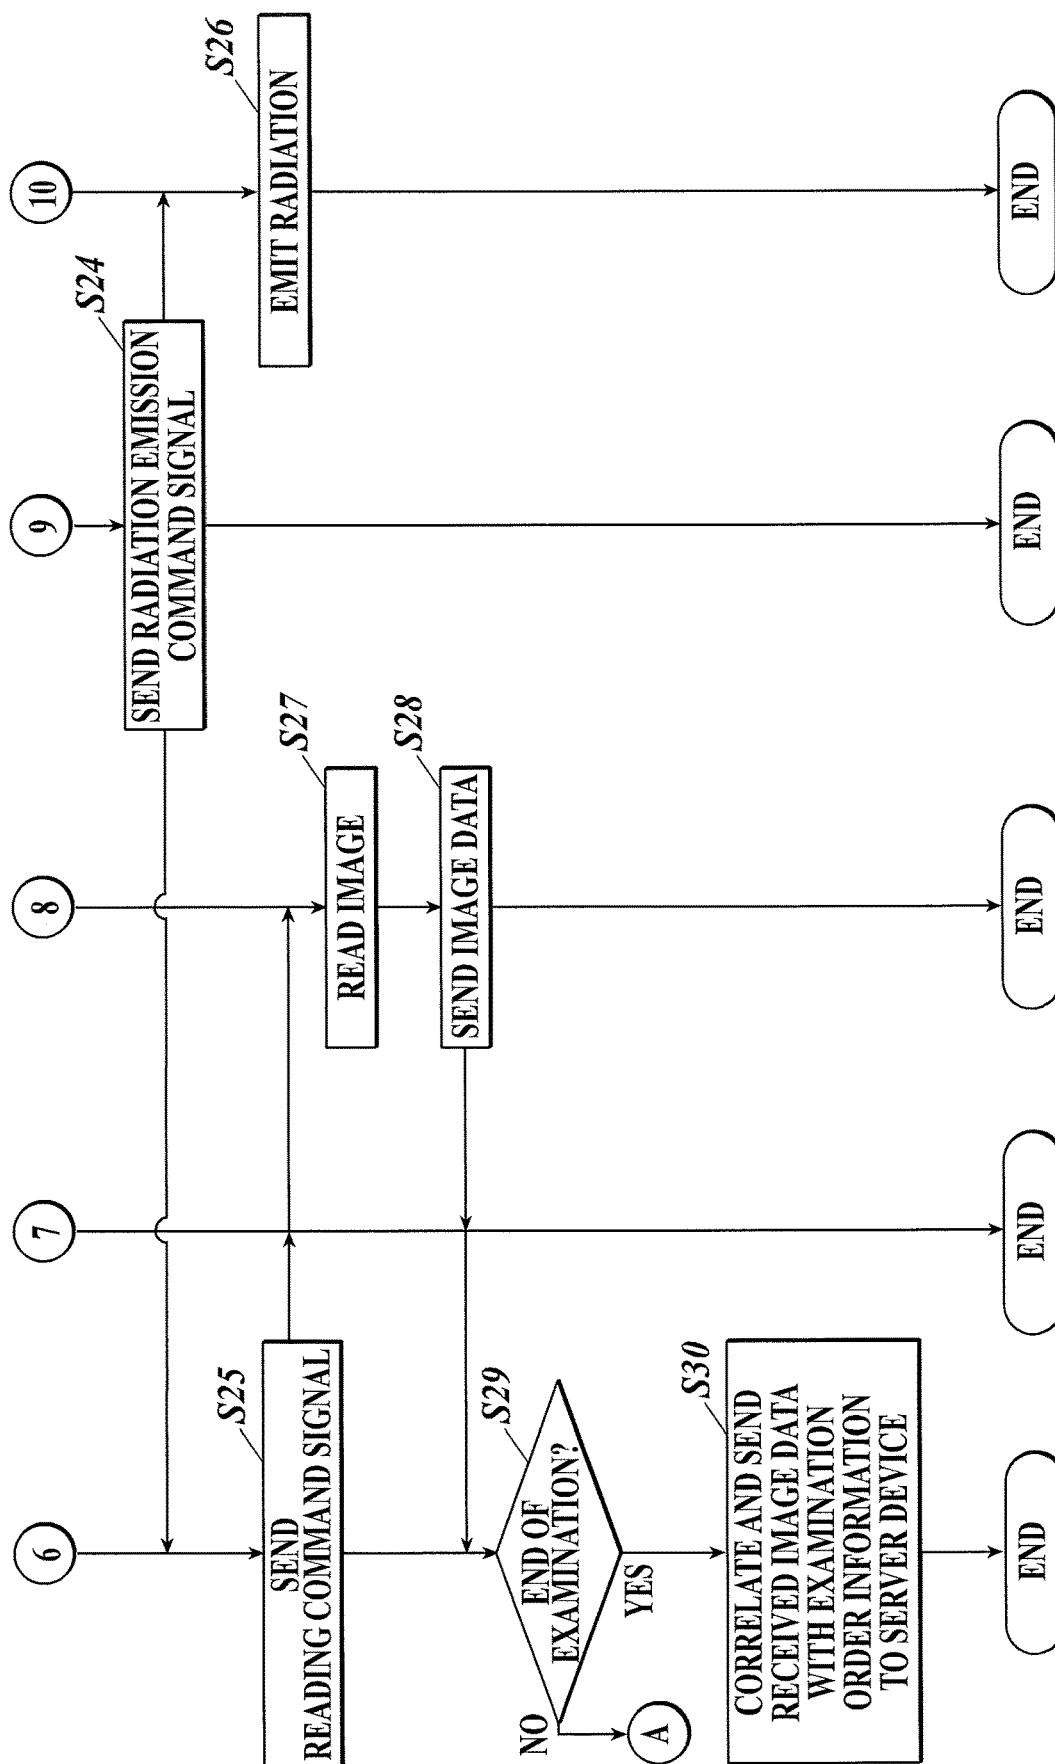 6
7
8
9
10
SEND RADIATION EMISSION
COMMAND SIGNAL
S24
SEND
READING COMMAND SIGNAL
S25
EMIT RADIATION
S26
READ IMAGE
S27
SEND IMAGE DATA
S28
END OF
EXAMINATION?
S29
NO
YES
A
CORRELATE AND SEND
RECEIVED IMAGE DATA
WITH EXAMINATION
ORDER INFORMATION
TO SERVER DEVICE
S30
END
END
END
END
END